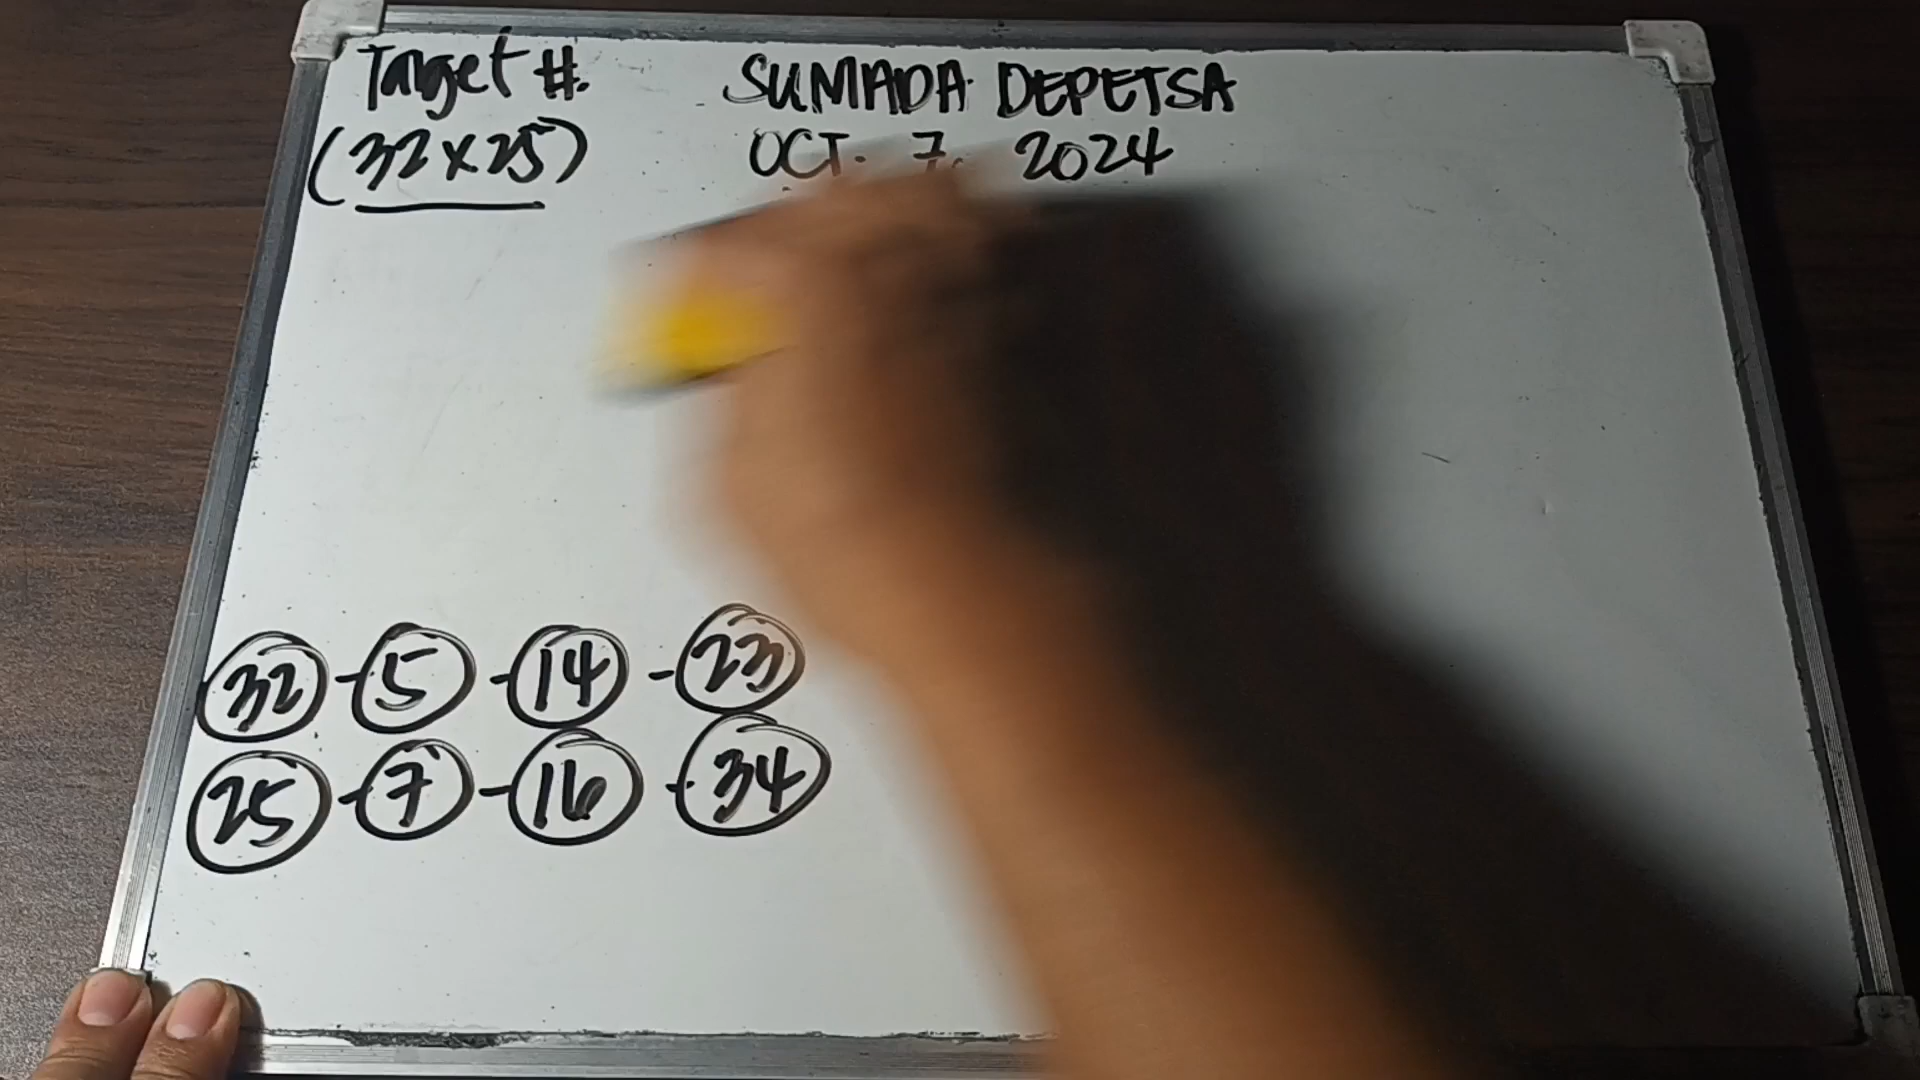 Target #.
(32 x 25)
SUMADA DEPETSA
OCT. 7, 2024
32 - 5 - 14 - 23
25 - 7 - 16 - 34